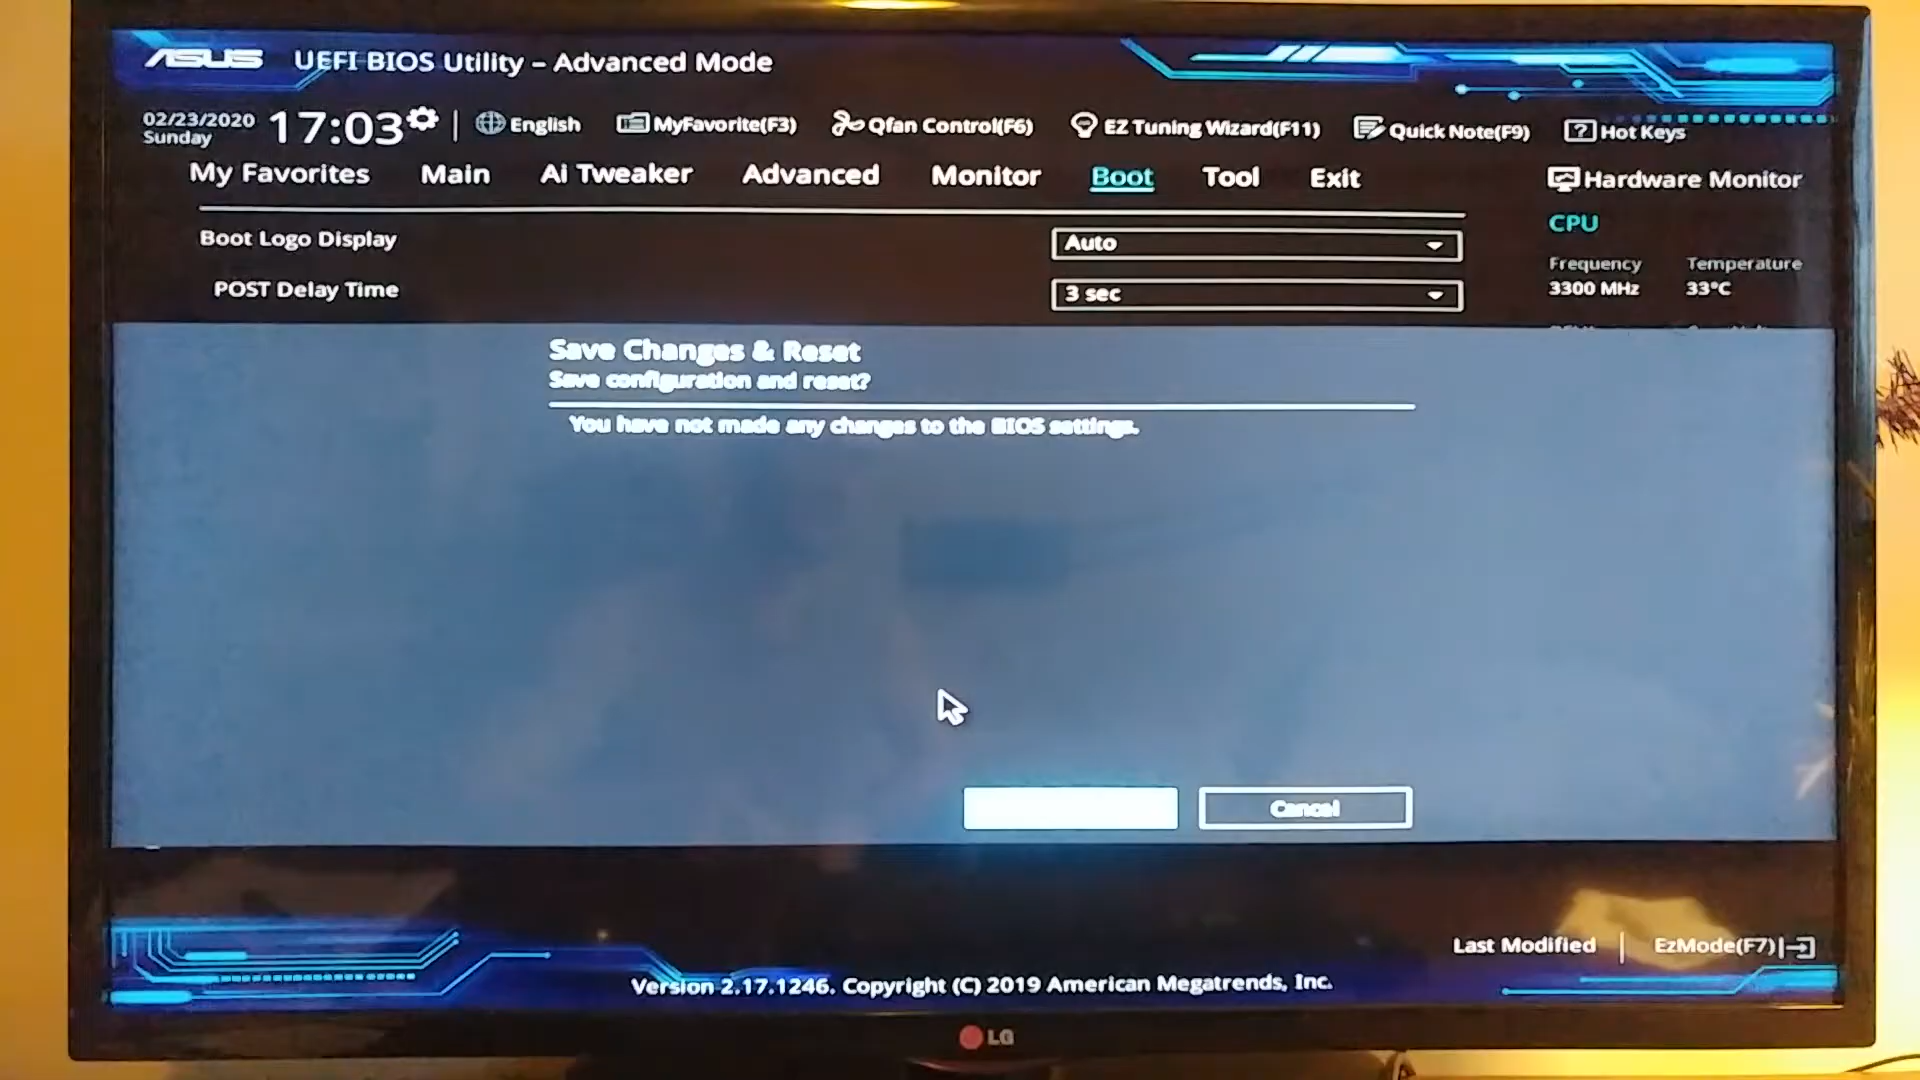 ASUS UEFI BIOS Utility – Advanced Mode
02/23/2020
Sunday
17:03
English
MyFavorite(F3)
Qfan Control(F6)
EZ Tuning Wizard(F11)
Quick Note(F9)
? Hot Keys
My Favorites
Main
Ai Tweaker
Advanced
Monitor
Boot
Tool
Exit
Hardware Monitor
CPU
Boot Logo Display
Auto
Frequency
Temperature
3300 MHz
33°C
POST Delay Time
3 sec
Save Changes & Reset
Save configuration and reset?
You have not made any changes to the BIOS settings.
Cancel
Last Modified
EzMode(F7)
Version 2.17.1246. Copyright (C) 2019 American Megatrends, Inc.
LG